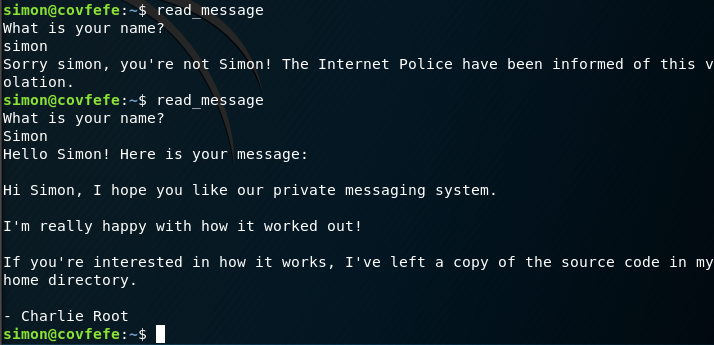 simon@covfefe:~$ read_message
What is your name?
simon
Sorry simon, you're not Simon! The Internet Police have been informed of this v
olation.
simon@covfefe:~$ read_message
What is your name?
Simon
Hello Simon! Here is your message:
Hi Simon, I hope you like our private messaging system.
I'm really happy with how it worked out!
If you're interested in how it works, I've left a copy of the source code in my
home directory.
- Charlie Root
simon@covfefe:~$